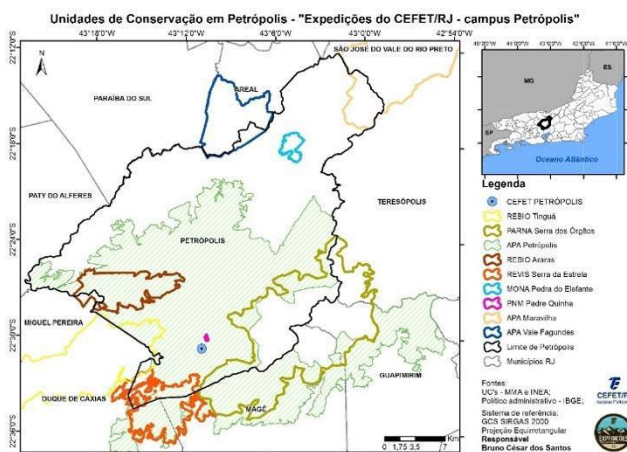 Unidades de Conservação em Petrópolis - "Expedições do CEFET/RJ - campus Petrópolis"
43°18'0"O
43°12'0"O
43°6'0"O
43°0'0"O
42°54'0"O
22°12'0"S
22°18'0"S
22°24'0"S
22°30'0"S
22°36'0"S
N
SÃO JOSÉ DO VALE DO RIO PRETO
AREAL
PARAÍBA DO SUL
PATY DO ALFERES
TERESÓPOLIS
PETRÓPOLIS
MIGUEL PEREIRA
GUAPIMIRIM
DUQUE DE CAXIAS
MAGÉ
0 1,75 3,5 7
Km
MG
ES
SP
Oceano Atlântico
Legenda
CEFET PETRÓPOLIS
REBIO Tinguá
PARNA Serra dos Órgãos
APA Petrópolis
REBIO Araras
REVIS Serra da Estrela
MONA Pedra do Elefante
PNM Padre Quinha
APA Maravilha
APA Vale Fagundes
Limite de Petrópolis
Municípios RJ
Fontes:
UC's - MMA e INEA;
Político administrativo - IBGE;
Sistema de referência:
GCS SIRGAS 2000
Projeção Equirretangular
Responsável
Bruno César dos Santos
CEFET/RJ
campus Petrópolis
EXPEDIÇÕES